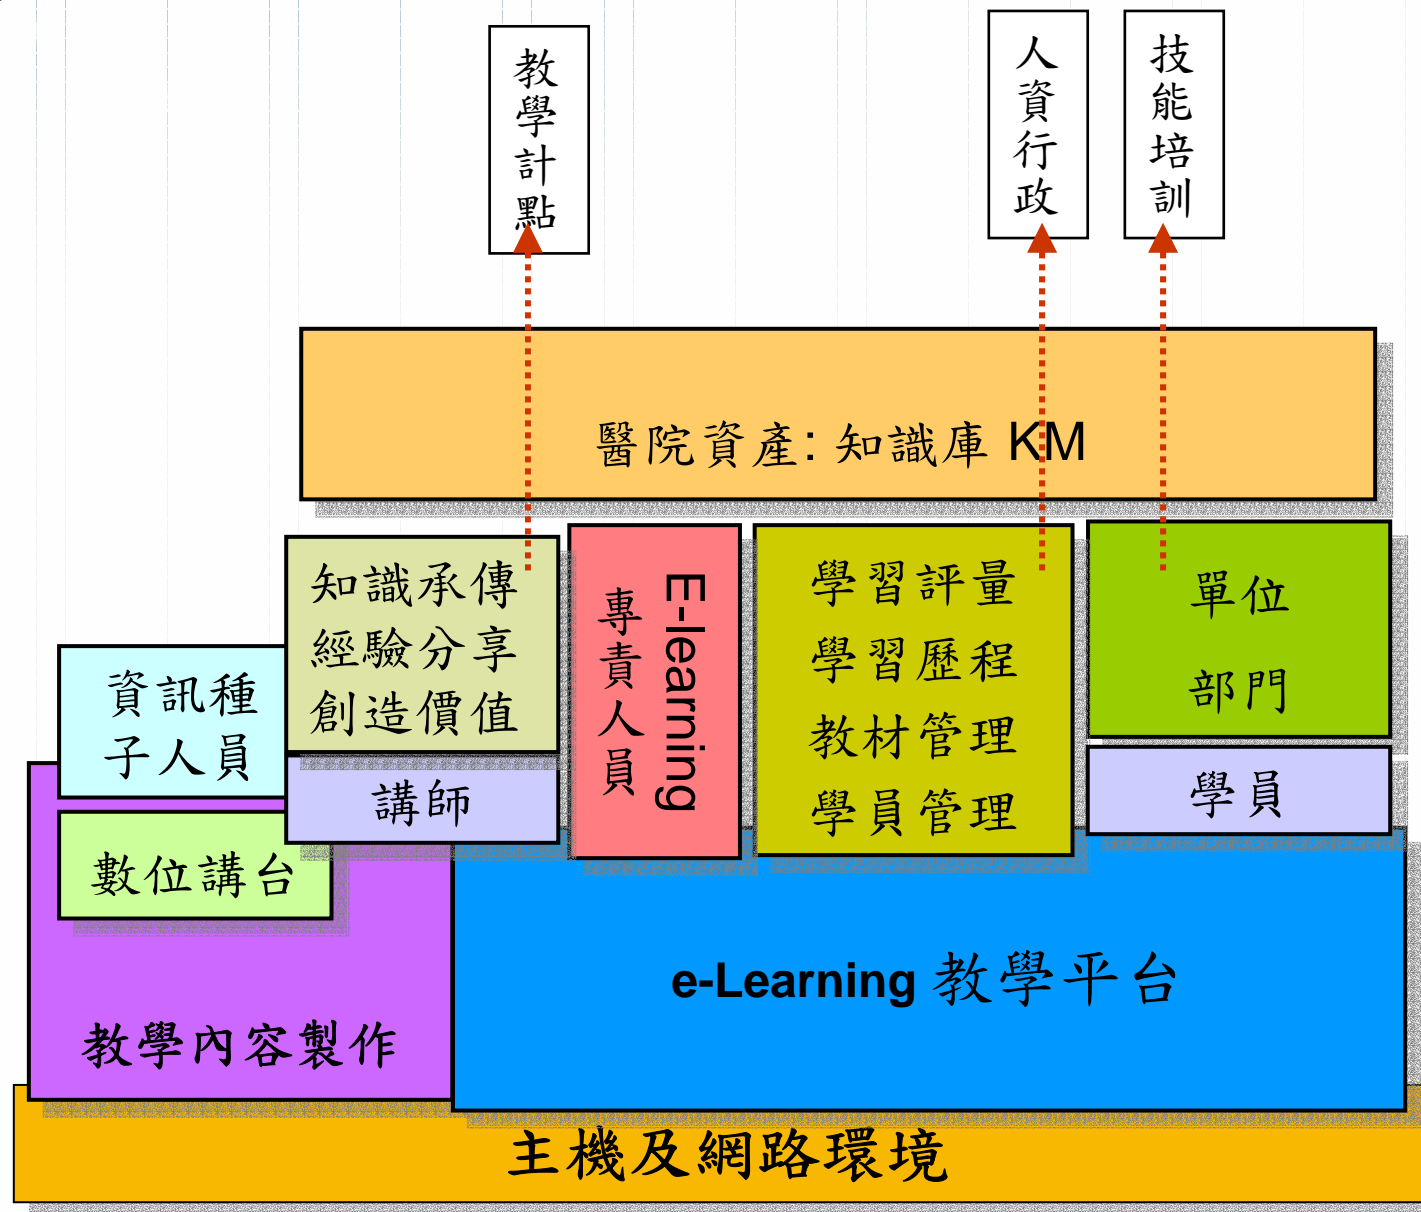 教學計點
人資行政
技能培訓
醫院資產: 知識庫 KM
知識承傳
經驗分享
創造價值
E-learning
專責人員
學習評量
學習歷程
教材管理
學員管理
單位
部門
資訊種
子人員
講師
學員
數位講台
e-Learning 教學平台
教學內容製作
主機及網路環境